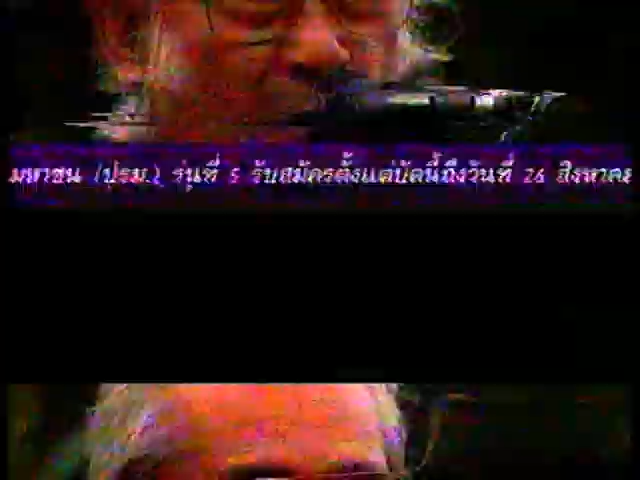 มหาชน (ปรม.) รุ่นที่ 5 รับสมัครตั้งแต่บัดนี้ถึงวันที่ 26 สิงหาคม